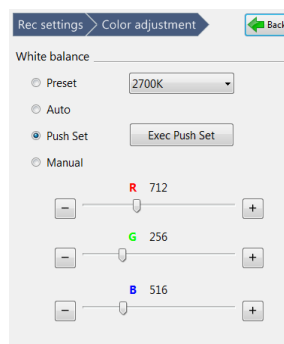 Rec settings Color adjustment Back
White balance
Preset 2700K
Auto
Push Set Exec Push Set
Manual
R 712
− +
G 256
− +
B 516
− +